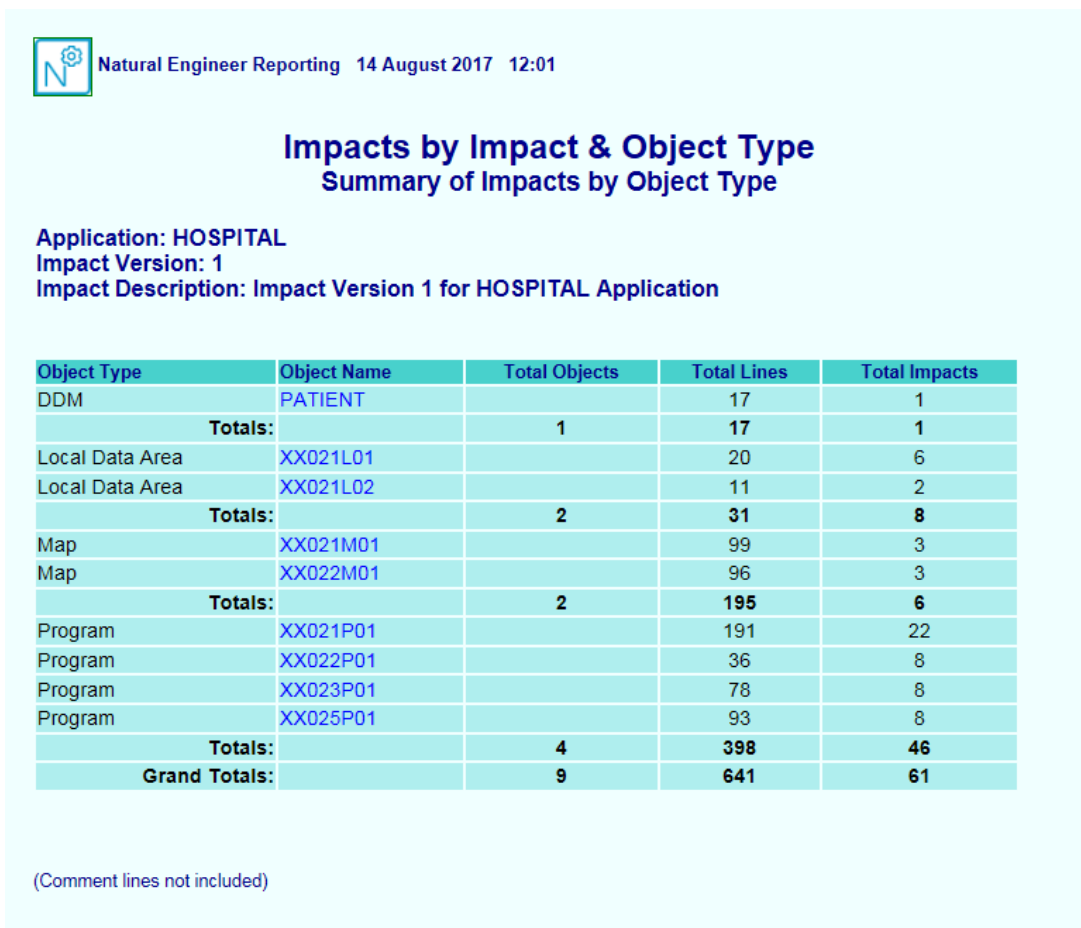 N
Natural Engineer Reporting 14 August 2017 12:01
Impacts by Impact & Object Type
Summary of Impacts by Object Type
Application: HOSPITAL
Impact Version: 1
Impact Description: Impact Version 1 for HOSPITAL Application
Object Type Object Name Total Objects Total Lines Total Impacts
DDM PATIENT 17 1
Totals: 1 17 1
Local Data Area XX021L01 20 6
Local Data Area XX021L02 11 2
Totals: 2 31 8
Map XX021M01 99 3
Map XX022M01 96 3
Totals: 2 195 6
Program XX021P01 191 22
Program XX022P01 36 8
Program XX023P01 78 8
Program XX025P01 93 8
Totals: 4 398 46
Grand Totals: 9 641 61
(Comment lines not included)